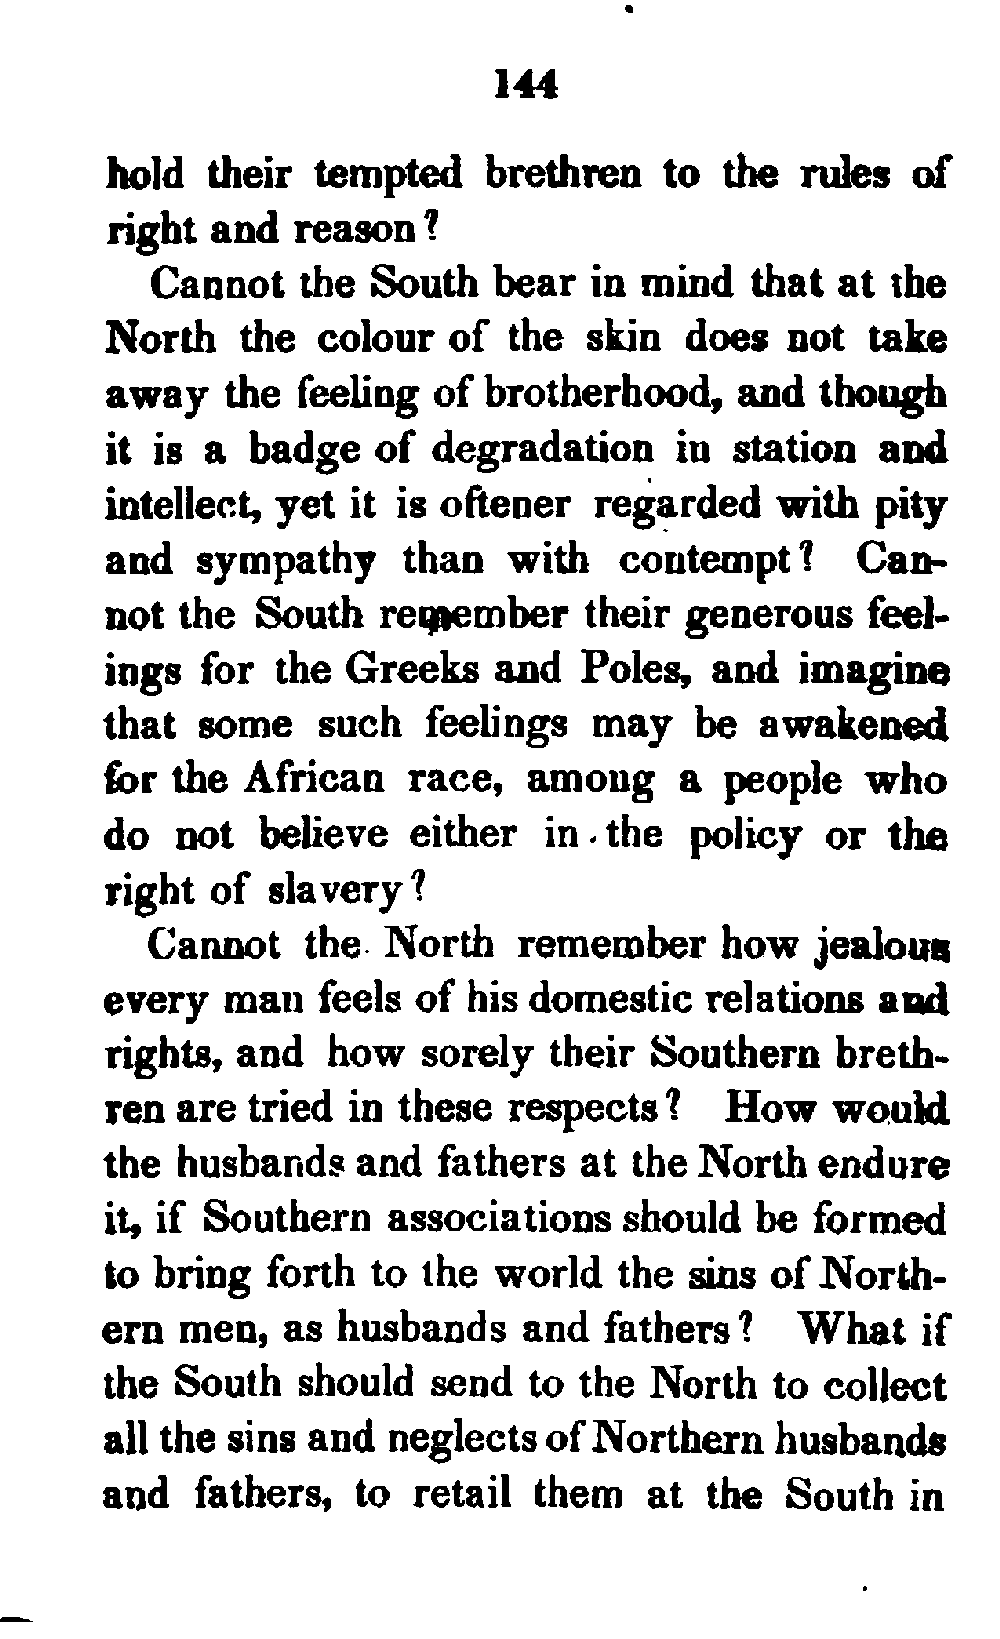 144
hold their tempted brethren to the rules of
right and reason?
Cannot the South bear in mind that at the
North the colour of the skin does not take
away the feeling of brotherhood, and though
it is a badge of degradation in station and
intellect, yet it is oftener regarded with pity
and sympathy than with contempt? Can-
not the South remember their generous feel-
ings for the Greeks and Poles, and imagine
that some such feelings may be awakened
for the African race, among a people who
do not believe either in the policy or the
right of slavery?
Cannot the North remember how jealous
every man feels of his domestic relations and
rights, and how sorely their Southern breth-
ren are tried in these respects? How would
the husbands and fathers at the North endure
it, if Southern associations should be formed
to bring forth to the world the sins of North-
ern men, as husbands and fathers? What if
the South should send to the North to collect
all the sins and neglects of Northern husbands
and fathers, to retail them at the South in